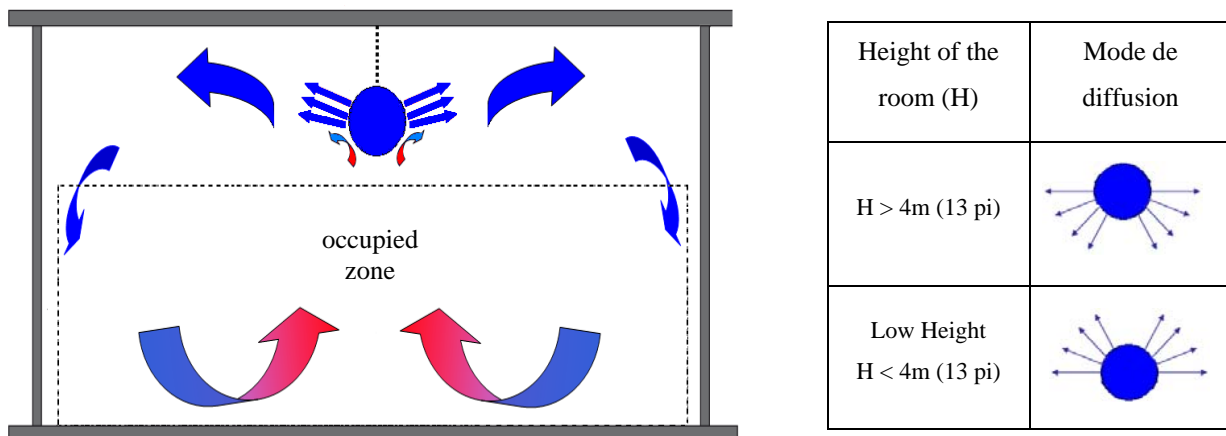 occupied
zone
Height of the
room (H)
Mode de
diffusion
H > 4m (13 pi)
Low Height
H < 4m (13 pi)